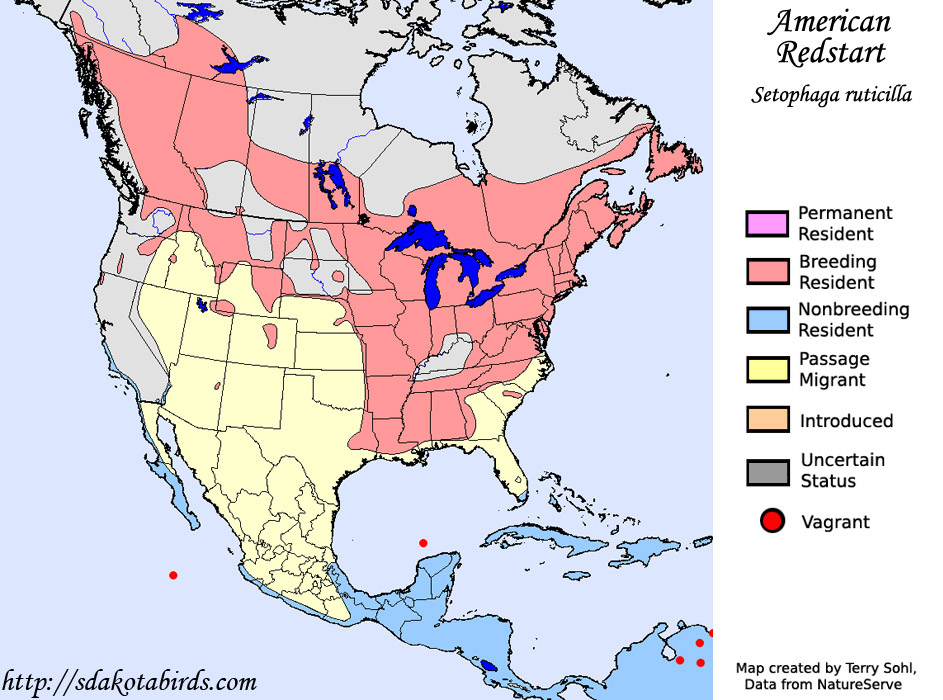 American
Redstart
Setophaga ruticilla
Permanent
Resident
Breeding
Resident
Nonbreeding
Resident
Passage
Migrant
Introduced
Uncertain
Status
Vagrant
http://sdakotabirds.com
Map created by Terry Sohl,
Data from NatureServe